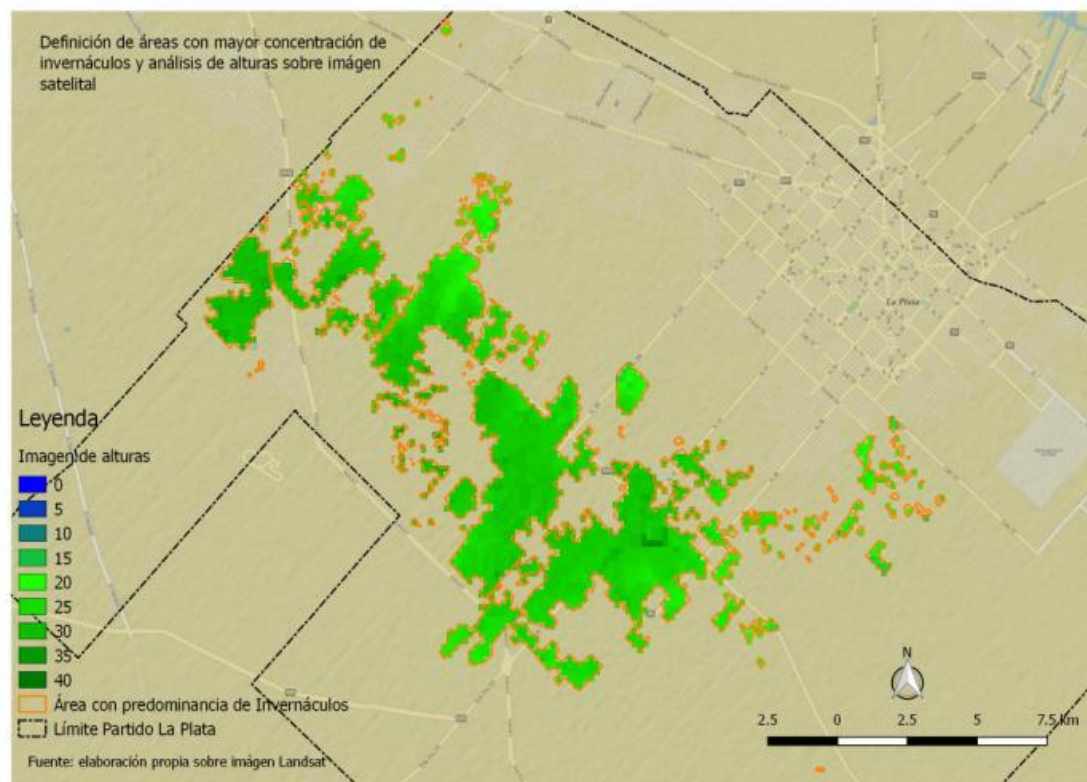 Definición de áreas con mayor concentración de
invernáculos y análisis de alturas sobre imágen
satelital
La Plata
Leyenda
Imagen de alturas
0
5
10
15
20
25
30
35
40
Área con predominancia de Invernáculos
Límite Partido La Plata
Fuente: elaboración propia sobre imágen Landsat
N
2.5 0 2.5 5 7.5 km